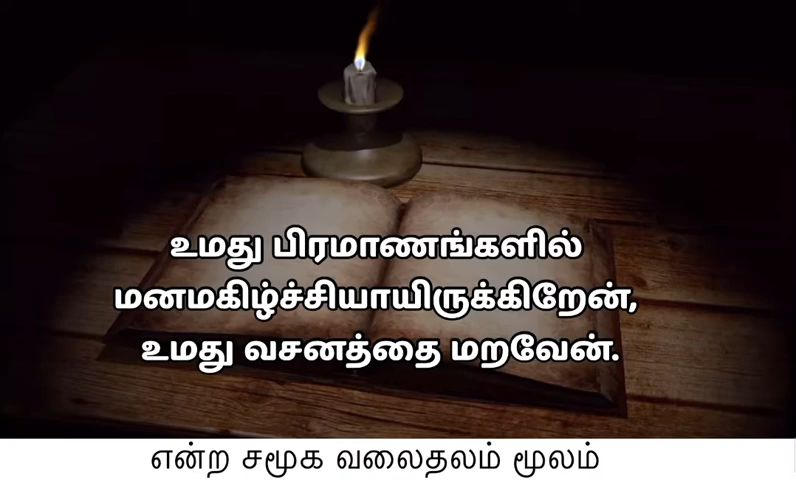 உமது பிரமாணங்களில்
மனமகிழ்ச்சியாயிருக்கிறேன்,
உமது வசனத்தை மறவேன்.
என்ற சமூக வலைதலம் மூலம்